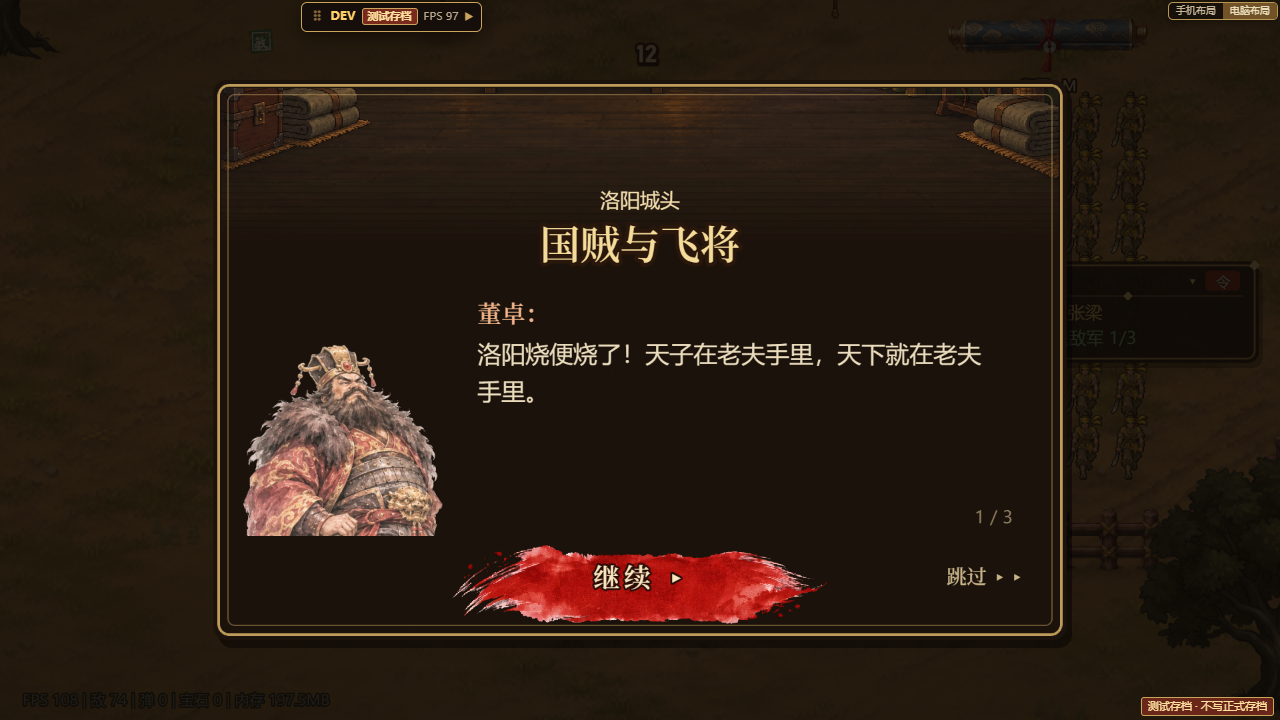 DEV 测试存档 FPS 97 ▶
手机布局 电脑布局
12
M
洛阳城头
国贼与飞将
董卓：
洛阳烧便烧了！天子在老夫手里，天下就在老夫
手里。
令
张梁
敌军 1/3
1 / 3
继续 ▶
跳过 ▶ ▶
FPS 108 | 敌 74 | 弹 0 | 宝箱 0 | 内存 197.5MB
测试存档 · 不写正式存档